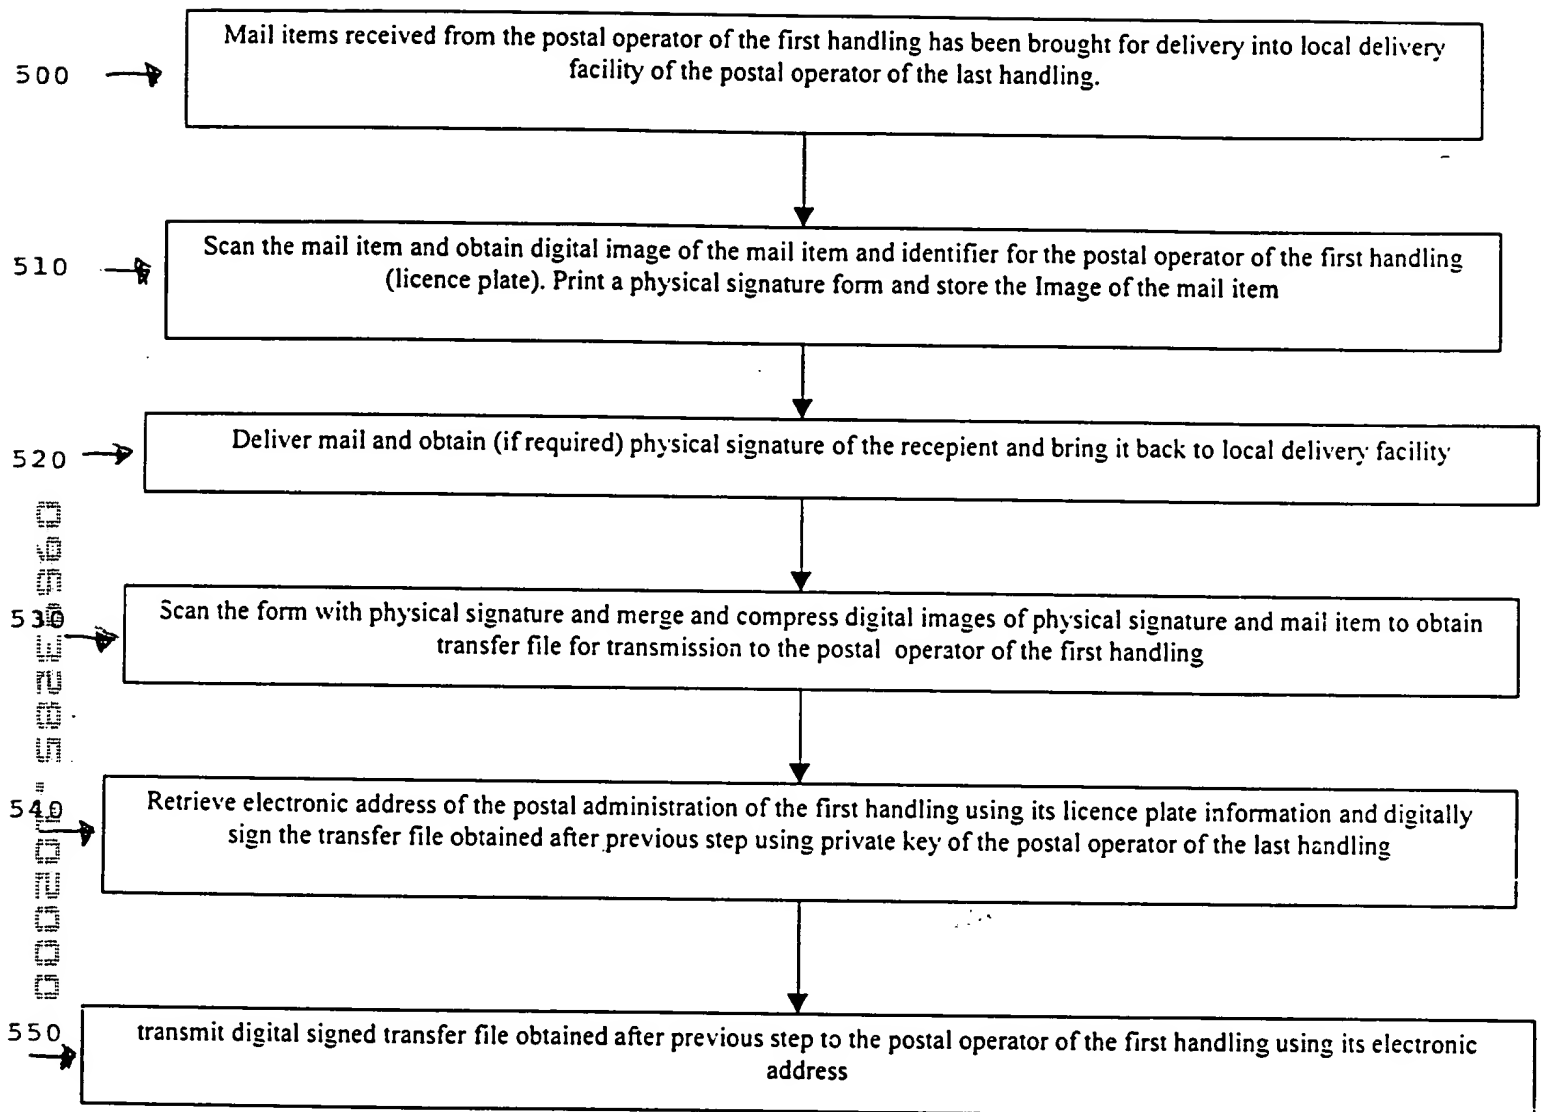 Mail items received from the postal operator of the first handling has been brought for delivery into local delivery
facility of the postal operator of the last handling.
500
Scan the mail item and obtain digital image of the mail item and identifier for the postal operator of the first handling
(licence plate). Print a physical signature form and store the Image of the mail item
510
Deliver mail and obtain (if required) physical signature of the recepient and bring it back to local delivery facility
520
Scan the form with physical signature and merge and compress digital images of physical signature and mail item to obtain
transfer file for transmission to the postal operator of the first handling
530
Retrieve electronic address of the postal administration of the first handling using its licence plate information and digitally
sign the transfer file obtained after previous step using private key of the postal operator of the last handling
540
transmit digital signed transfer file obtained after previous step to the postal operator of the first handling using its electronic
address
550